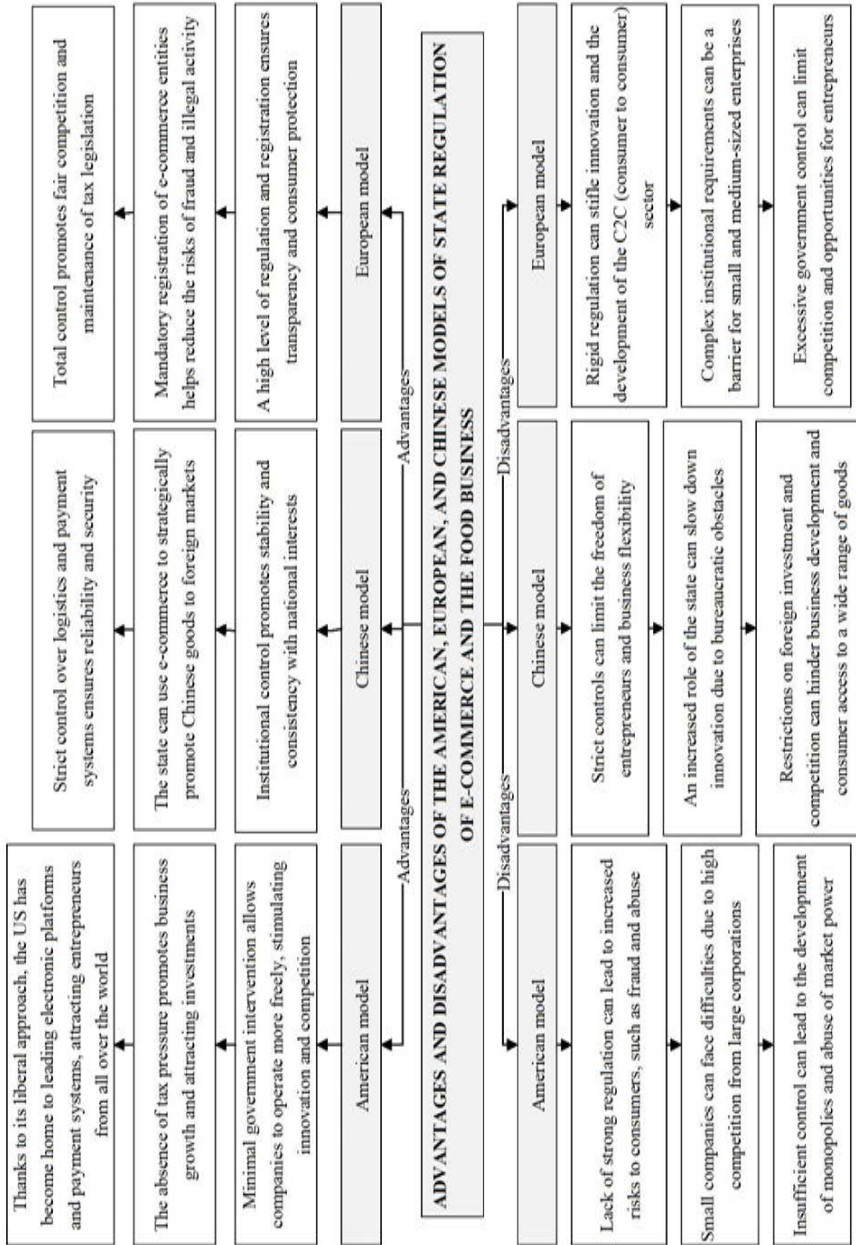 Thanks to its liberal approach, the US has
become home to leading electronic platforms
and payment systems, attracting entrepreneurs
from all over the world
Strict control over logistics and payment
systems ensures reliability and security
Total control promotes fair competition and
maintenance of tax legislation
The absence of tax pressure promotes business
growth and attracting investments
The state can use e-commerce to strategically
promote Chinese goods to foreign markets
Mandatory registration of e-commerce entities
helps reduce the risks of fraud and illegal activity
Minimal government intervention allows
companies to operate more freely, stimulating
innovation and competition
Institutional control promotes stability and
consistency with national interests
A high level of regulation and registration ensures
transparency and consumer protection
American model
Chinese model
European model
Advantages
Advantages
ADVANTAGES AND DISADVANTAGES OF THE AMERICAN, EUROPEAN, AND CHINESE MODELS OF STATE REGULATION
OF E-COMMERCE AND THE FOOD BUSINESS
Disadvantages
Disadvantages
American model
Chinese model
European model
Lack of strong regulation can lead to increased
risks to consumers, such as fraud and abuse
Strict controls can limit the freedom of
entrepreneurs and business flexibility
Rigid regulation can stifle innovation and the
development of the C2C (consumer to consumer)
sector
Small companies can face difficulties due to high
competition from large corporations
An increased role of the state can slow down
innovation due to bureaucratic obstacles
Complex institutional requirements can be a
barrier for small and medium-sized enterprises
Insufficient control can lead to the development
of monopolies and abuse of market power
Restrictions on foreign investment and
competition can hinder business development and
consumer access to a wide range of goods
Excessive government control can limit
competition and opportunities for entrepreneurs